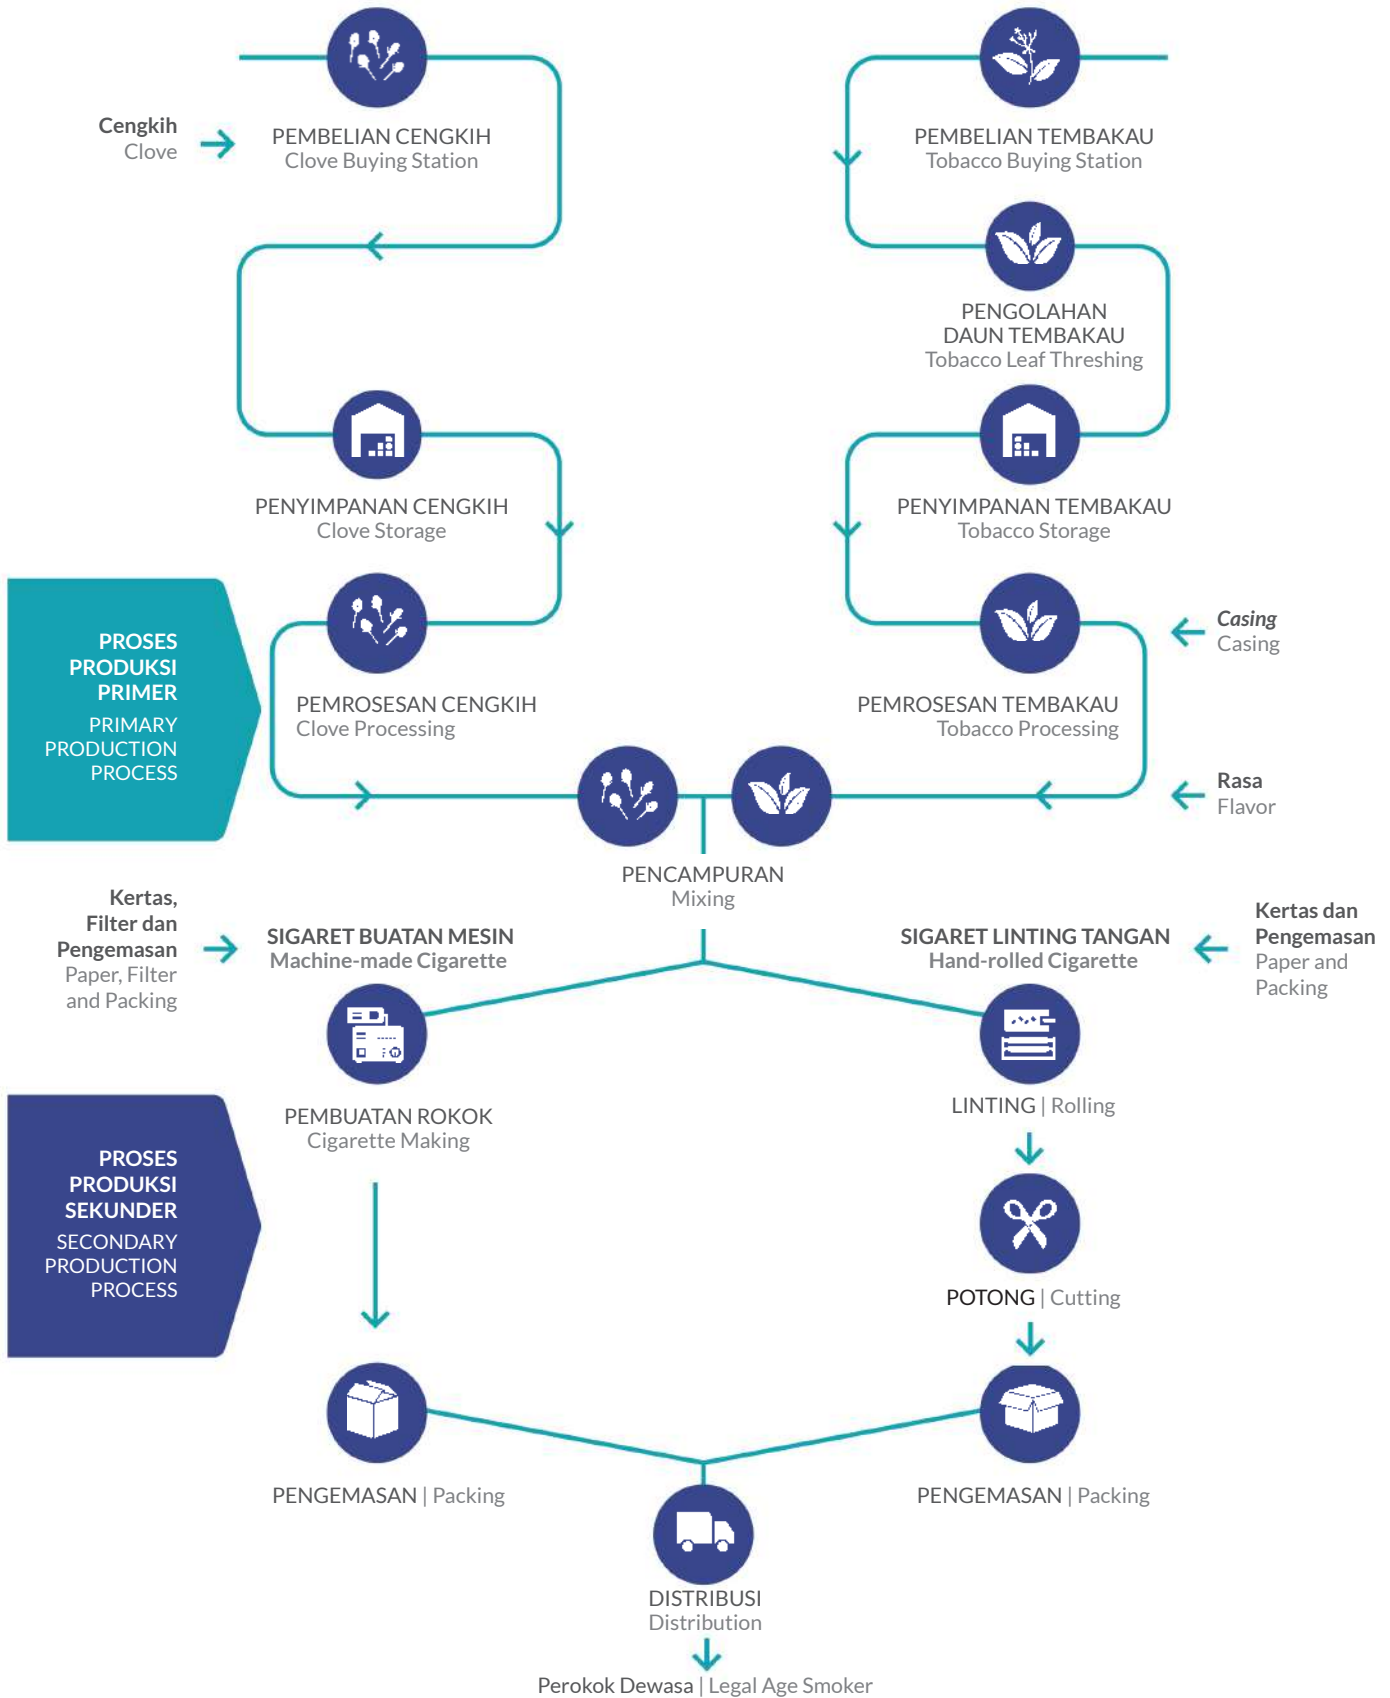 Cengkih
Clove
PEMBELIAN CENGKIH
Clove Buying Station
PEMBELIAN TEMBAKAU
Tobacco Buying Station
PENGOLAHAN
DAUN TEMBAKAU
Tobacco Leaf Threshing
PENYIMPANAN CENGKIH
Clove Storage
PENYIMPANAN TEMBAKAU
Tobacco Storage
PROSES
PRODUKSI
PRIMER
PRIMARY
PRODUCTION
PROCESS
PEMROSESAN CENGKIH
Clove Processing
PEMROSESAN TEMBAKAU
Tobacco Processing
Casing
Casing
Rasa
Flavor
PENCAMPURAN
Mixing
Kertas,
Filter dan
Pengemasan
Paper, Filter
and Packing
SIGARET BUATAN MESIN
Machine-made Cigarette
SIGARET LINTING TANGAN
Hand-rolled Cigarette
Kertas dan
Pengemasan
Paper and
Packing
PEMBUATAN ROKOK
Cigarette Making
LINTING | Rolling
PROSES
PRODUKSI
SEKUNDER
SECONDARY
PRODUCTION
PROCESS
POTONG | Cutting
PENGEMASAN | Packing
PENGEMASAN | Packing
DISTRIBUSI
Distribution
Perokok Dewasa | Legal Age Smoker